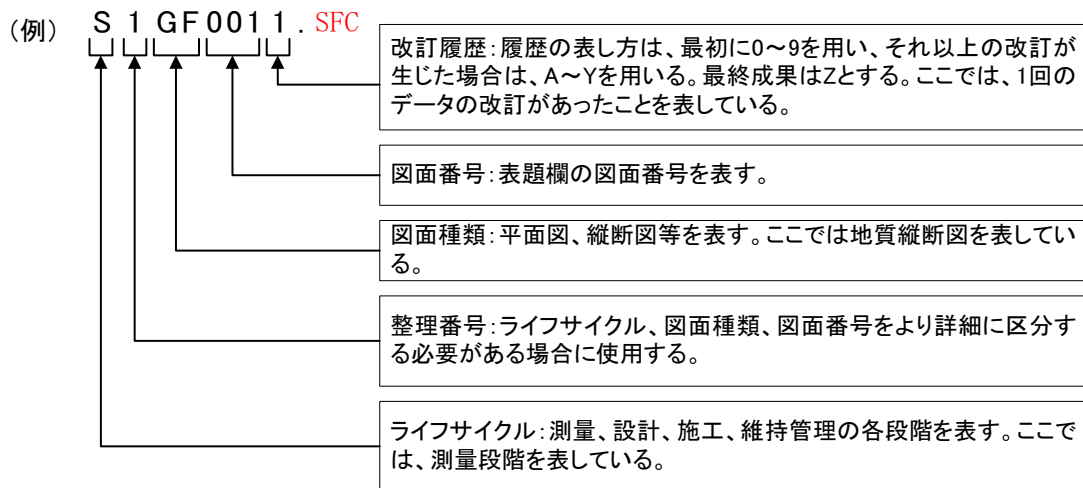 (例) S1GF0011.SFC
改訂履歴:履歴の表し方は、最初に0~9を用い、それ以上の改訂が
生じた場合は、A~Yを用いる。最終成果はZとする。ここでは、1回の
データの改訂があったことを表している。
図面番号:表題欄の図面番号を表す。
図面種類:平面図、縦断図等を表す。ここでは地質縦断図を表してい
る。
整理番号:ライフサイクル、図面種類、図面番号をより詳細に区分す
る必要がある場合に使用する。
ライフサイクル:測量、設計、施工、維持管理の各段階を表す。ここで
は、測量段階を表している。